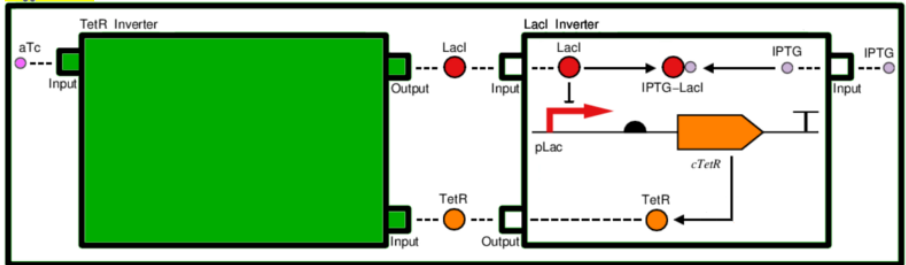 TetR Inverter
LacI Inverter
aTc
LacI
LacI
IPTG
IPTG
Input
Output
Input
IPTG-LacI
Input
pLac
cTetR
TetR
TetR
Input
Output